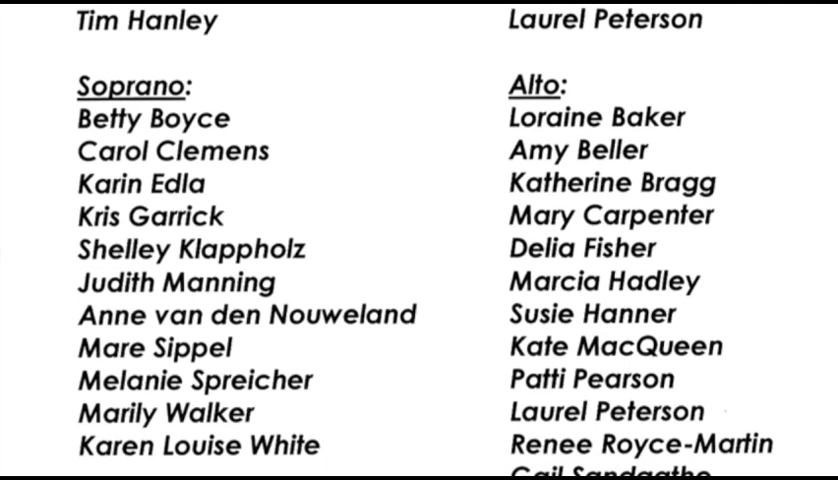 Tim Hanley
Soprano:
Betty Boyce
Carol Clemens
Karin Edla
Kris Garrick
Shelley Klappholz
Judith Manning
Anne van den Nouweland
Mare Sippel
Melanie Spreicher
Marily Walker
Karen Louise White
Laurel Peterson
Alto:
Loraine Baker
Amy Beller
Katherine Bragg
Mary Carpenter
Delia Fisher
Marcia Hadley
Susie Hanner
Kate MacQueen
Patti Pearson
Laurel Peterson
Renee Royce-Martin
Gail